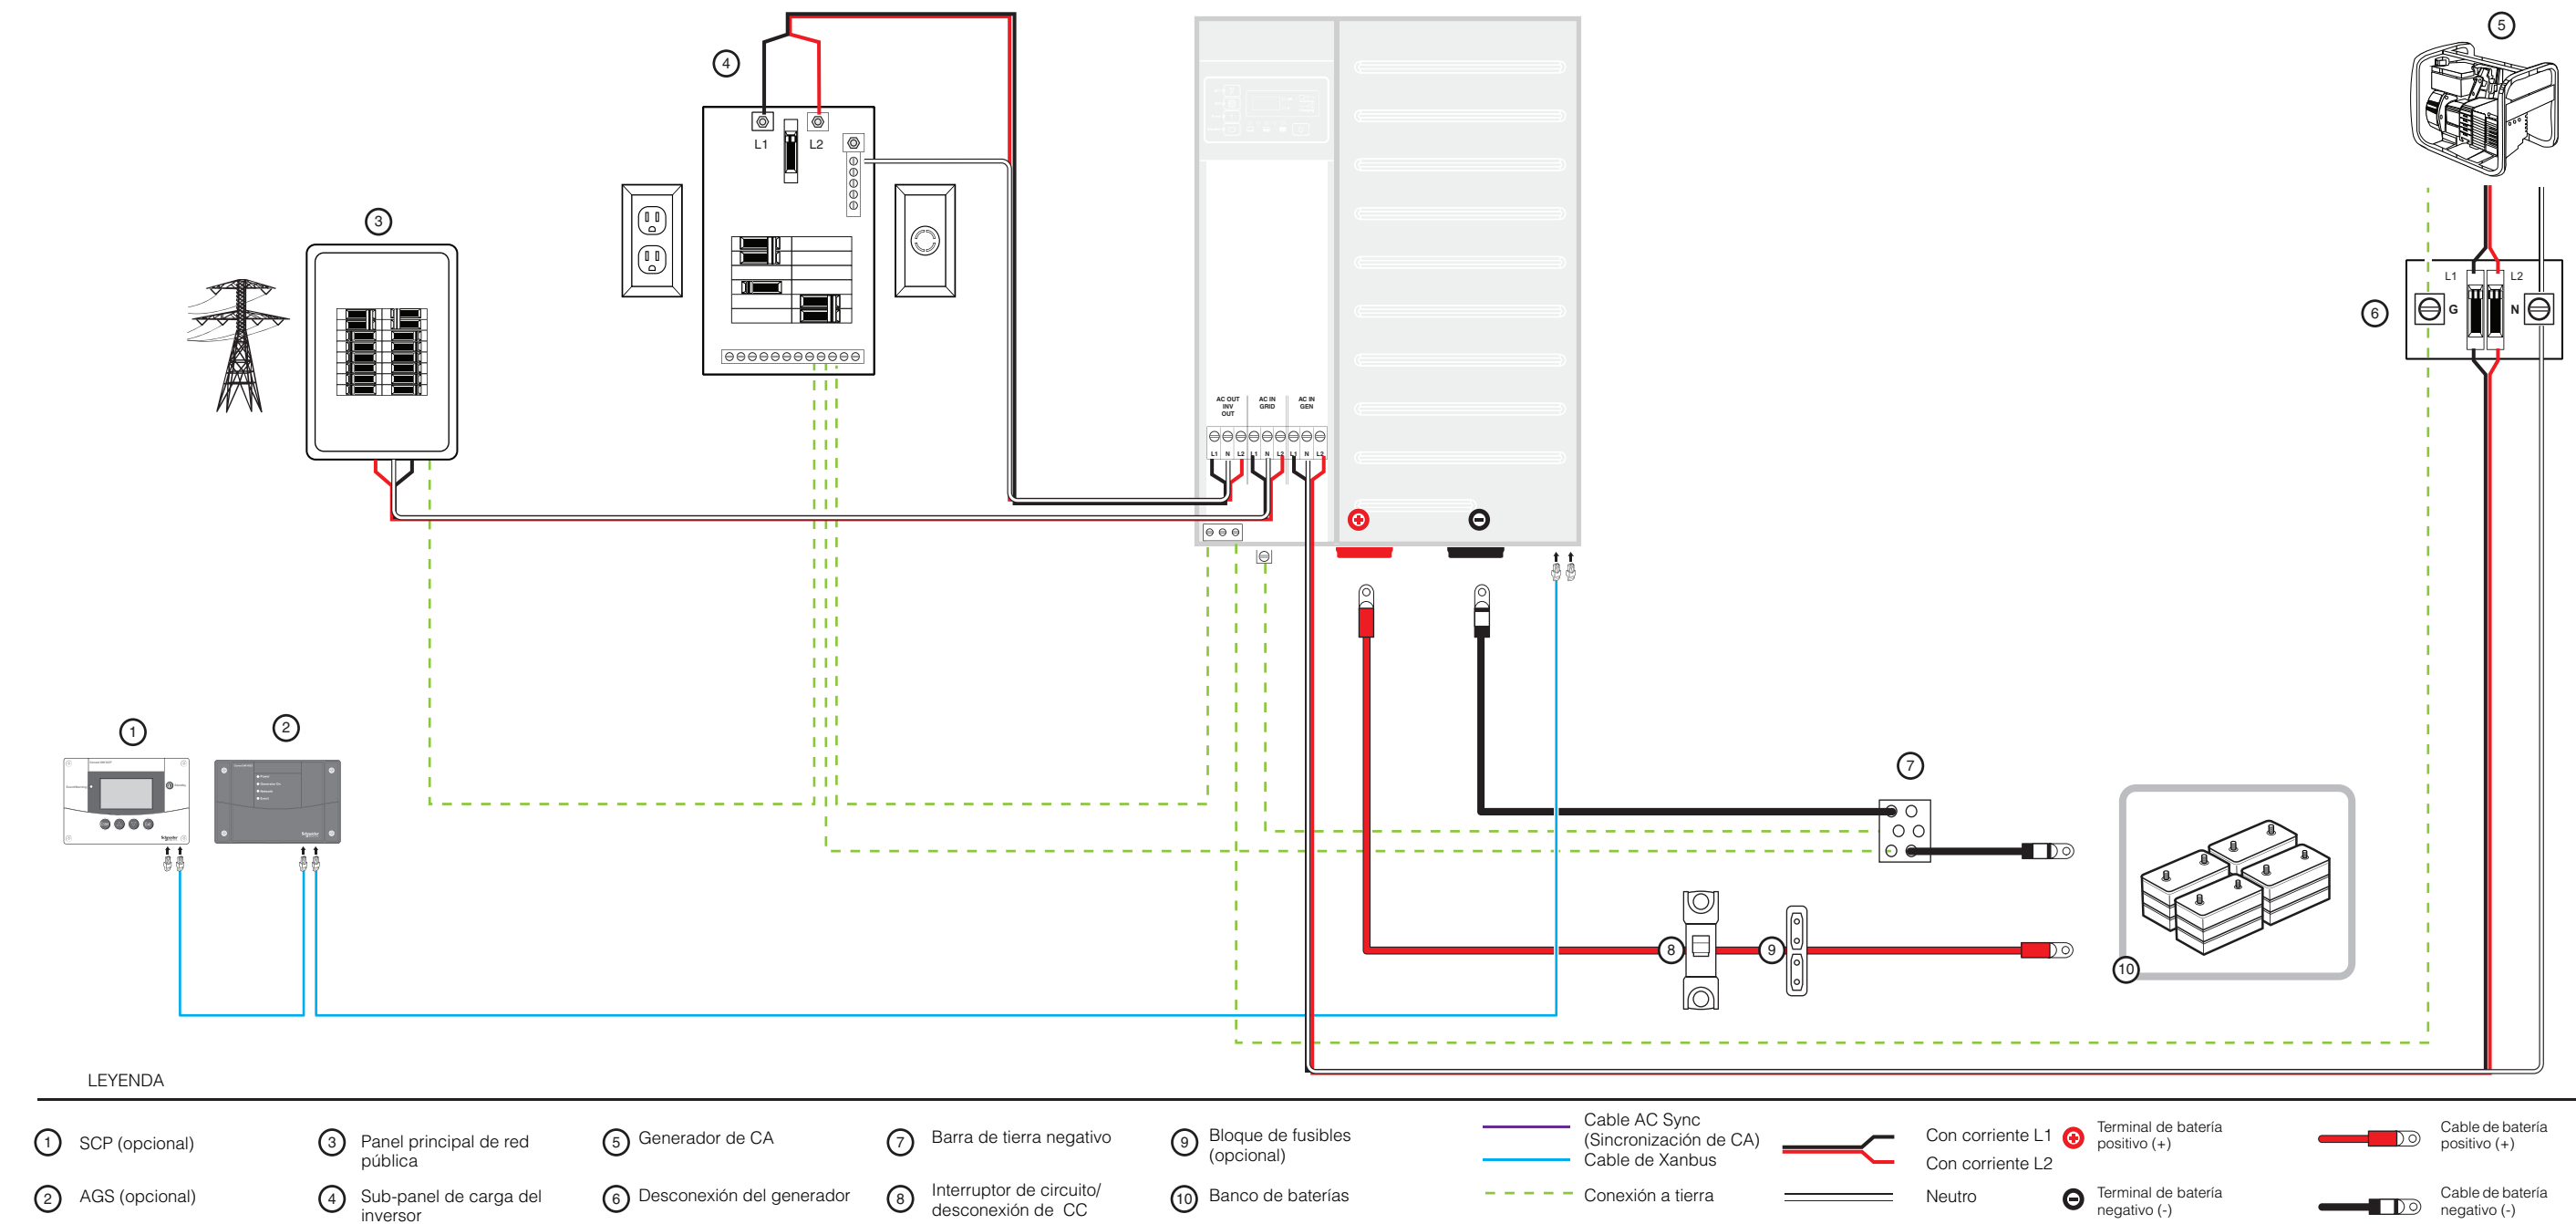 5
4
L1
L2
3
L1
L2
6
G
N
AC OUT
INV
OUT
AC IN
GRID
AC IN
GEN
L1
N
L2
L1
N
L2
L1
N
L2
1
2
7
8
9
10
LEYENDA
1 SCP (opcional)
2 AGS (opcional)
3 Panel principal de red
pública
4 Sub-panel de carga del
inversor
5 Generador de CA
6 Desconexión del generador
7 Barra de tierra negativo
8 Interruptor de circuito/
desconexión de CC
9 Bloque de fusibles
(opcional)
10 Banco de baterías
Cable AC Sync
(Sincronización de CA)
Cable de Xanbus
Conexión a tierra
Con corriente L1
Con corriente L2
Neutro
Terminal de batería
positivo (+)
Terminal de batería
negativo (-)
Cable de batería
positivo (+)
Cable de batería
negativo (-)